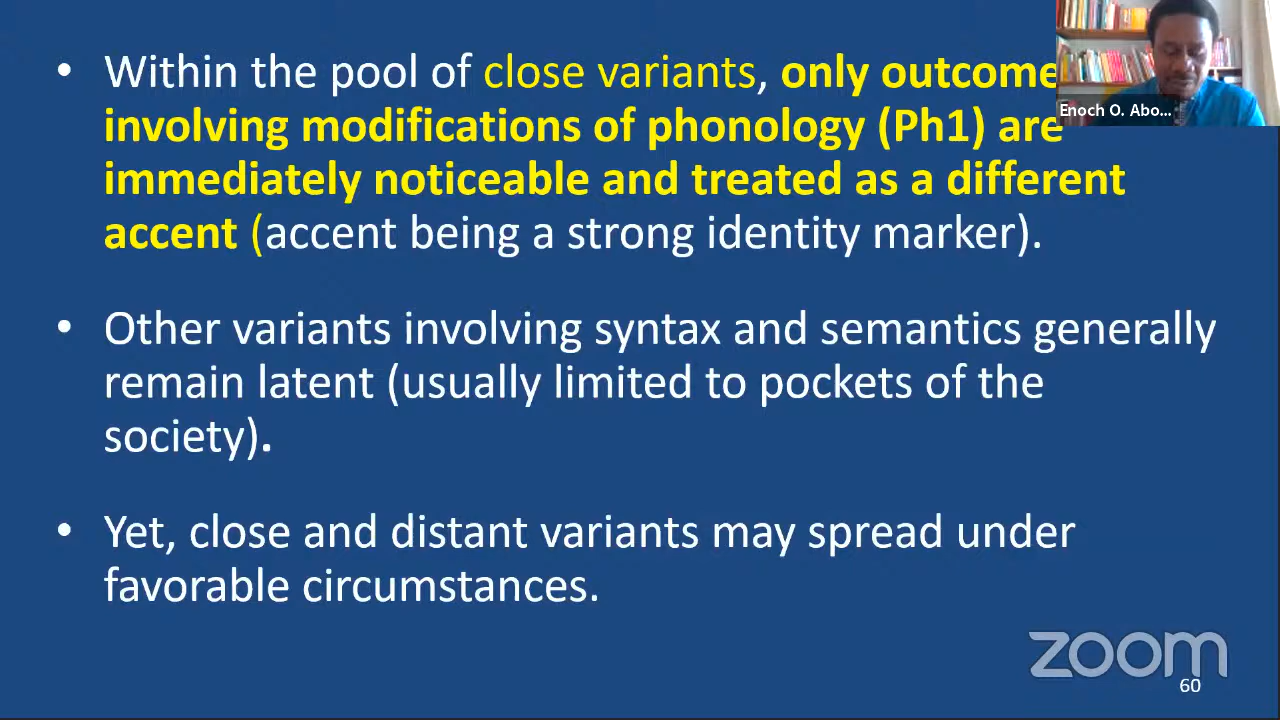 • Within the pool of close variants, only outcome
involving modifications of phonology (Ph1) are
immediately noticeable and treated as a different
accent (accent being a strong identity marker).
• Other variants involving syntax and semantics generally
remain latent (usually limited to pockets of the
society).
• Yet, close and distant variants may spread under
favorable circumstances.
Enoch O. Abo...
zoom
60